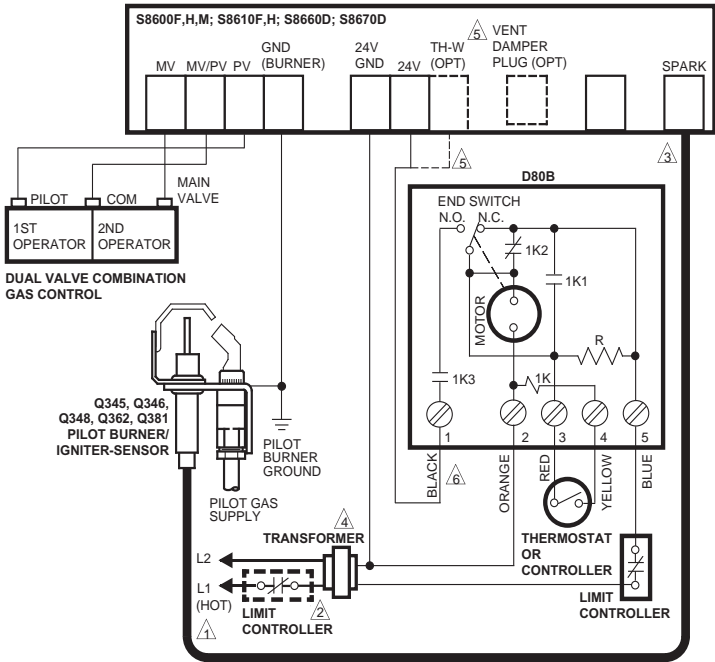 S8600F,H,M; S8610F,H; S8660D; S8670D
MV
MV/PV
PV
GND
(BURNER)
24V
GND
24V
TH-W
(OPT)
5
VENT
DAMPER
PLUG (OPT)
SPARK
5
3
PILOT
COM
MAIN
VALVE
1ST
OPERATOR
2ND
OPERATOR
DUAL VALVE COMBINATION
GAS CONTROL
D80B
END SWITCH
N.O.
N.C.
1K2
1K1
MOTOR
R
1K
1K3
1
2
3
4
5
BLACK
6
ORANGE
RED
YELLOW
BLUE
Q345, Q346,
Q348, Q362, Q381
PILOT BURNER/
IGNITER-SENSOR
PILOT
BURNER
GROUND
PILOT GAS
SUPPLY
4
TRANSFORMER
THERMOSTAT
OR
CONTROLLER
L2
L1
(HOT)
1
LIMIT
CONTROLLER
2
LIMIT
CONTROLLER